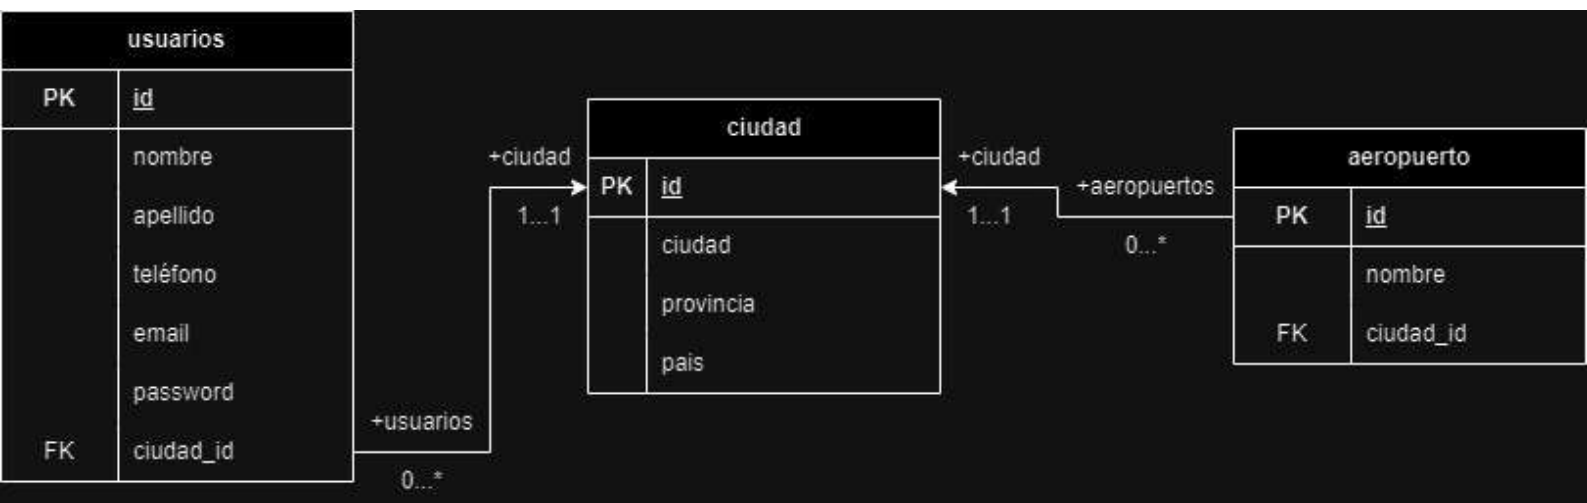 usuarios
PK id
nombre
apellido
teléfono
email
password
FK ciudad_id
+usuarios
0...*
+ciudad
1...1
ciudad
PK id
ciudad
provincia
pais
+ciudad
1...1
+aeropuertos
0...*
aeropuerto
PK id
nombre
FK ciudad_id